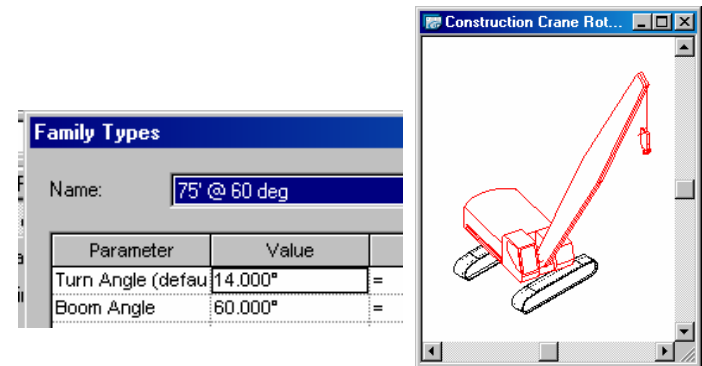 Construction Crane Rot...
Family Types
Name: 75' @ 60 deg
Parameter Value
Turn Angle (defau 14.000° =
Boom Angle 60.000° =